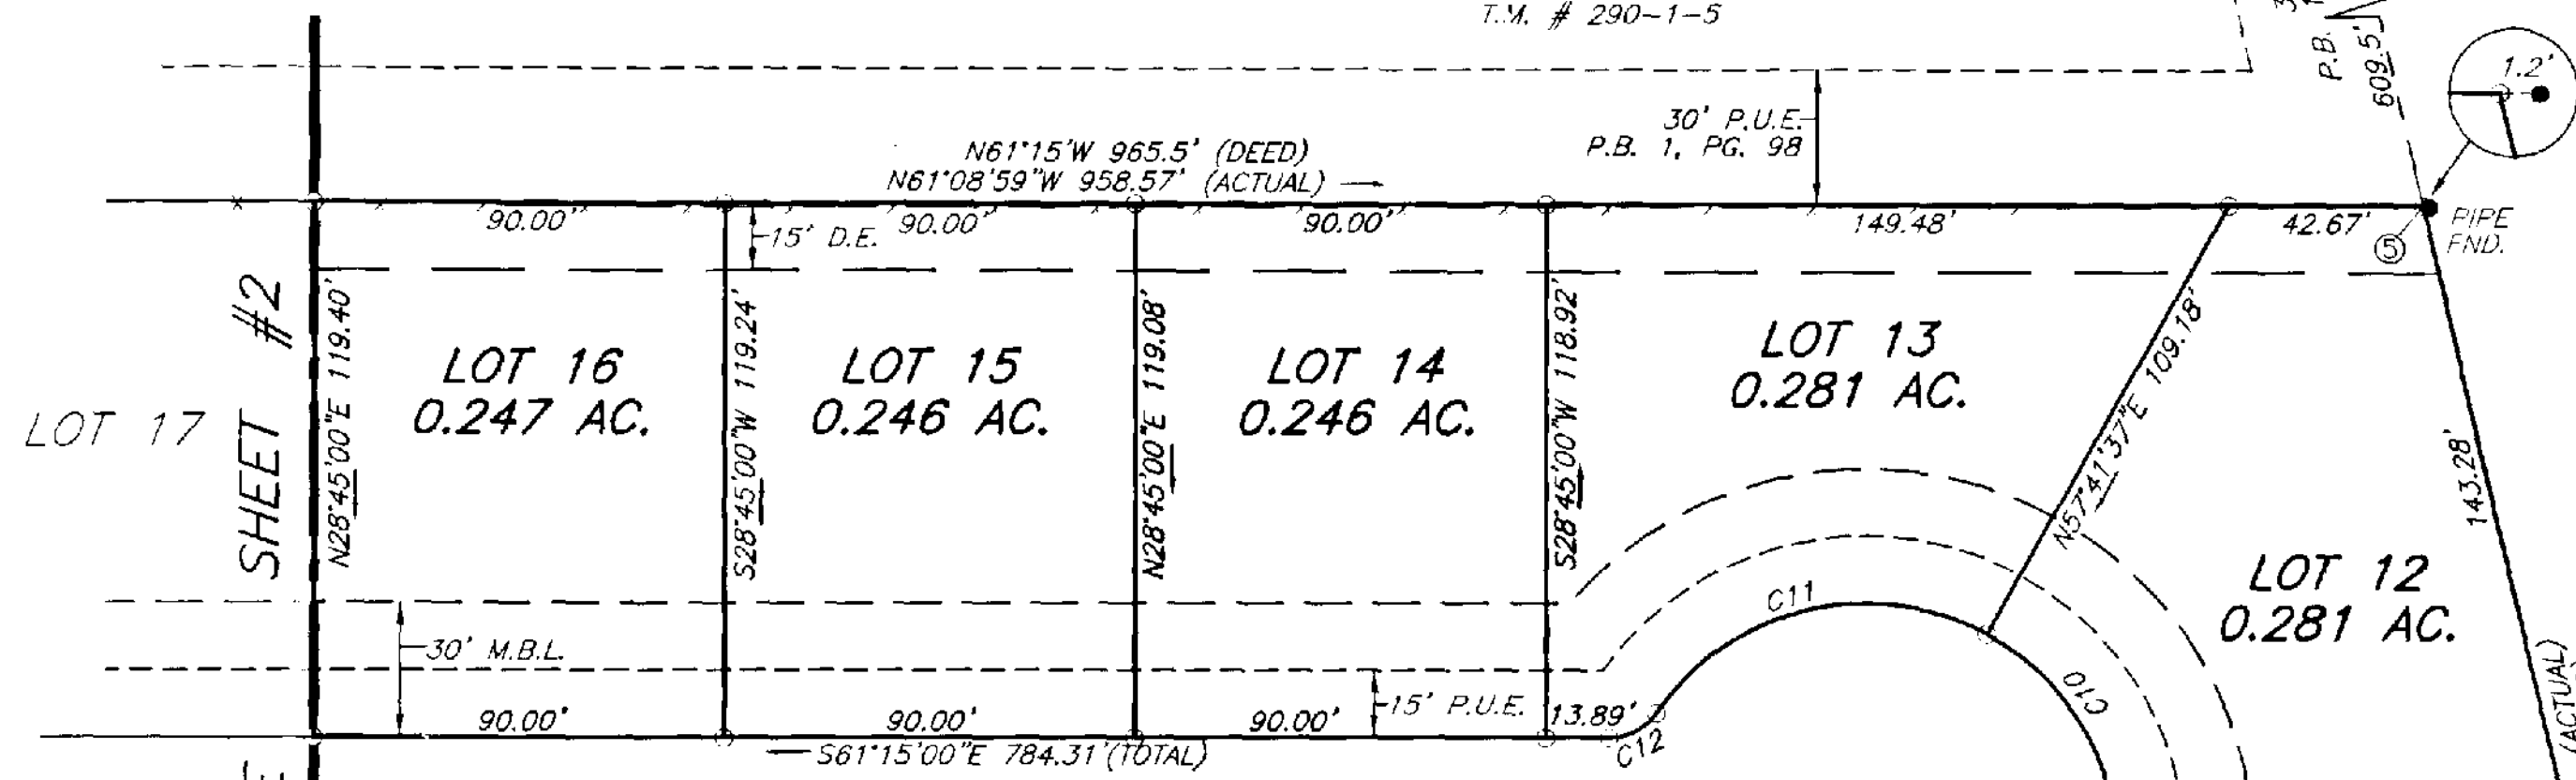 T.M. # 290-1-5
P.B.
609.5'
1.2'
30' P.U.E.
P.B. 1, PG. 98
N61°15'W 965.5' (DEED)
N61°08'59"W 958.57' (ACTUAL)
90.00'
90.00'
90.00'
149.48'
42.67'
PIPE
FND.
5
15' D.E.
SHEET #2
LOT 17
N28°45'00"E 119.40'
LOT 16
0.247 AC.
S28°45'00"W 119.24'
LOT 15
0.246 AC.
N28°45'00"E 119.08'
LOT 14
0.246 AC.
S28°45'00"W 118.92'
LOT 13
0.281 AC.
N57°41'37"E 109.18'
LOT 12
0.281 AC.
143.28'
(ACTUAL)
C11
C10
C12
30' M.B.L.
15' P.U.E.
90.00'
90.00'
90.00'
13.89'
S61°15'00"E 784.31'(TOTAL)